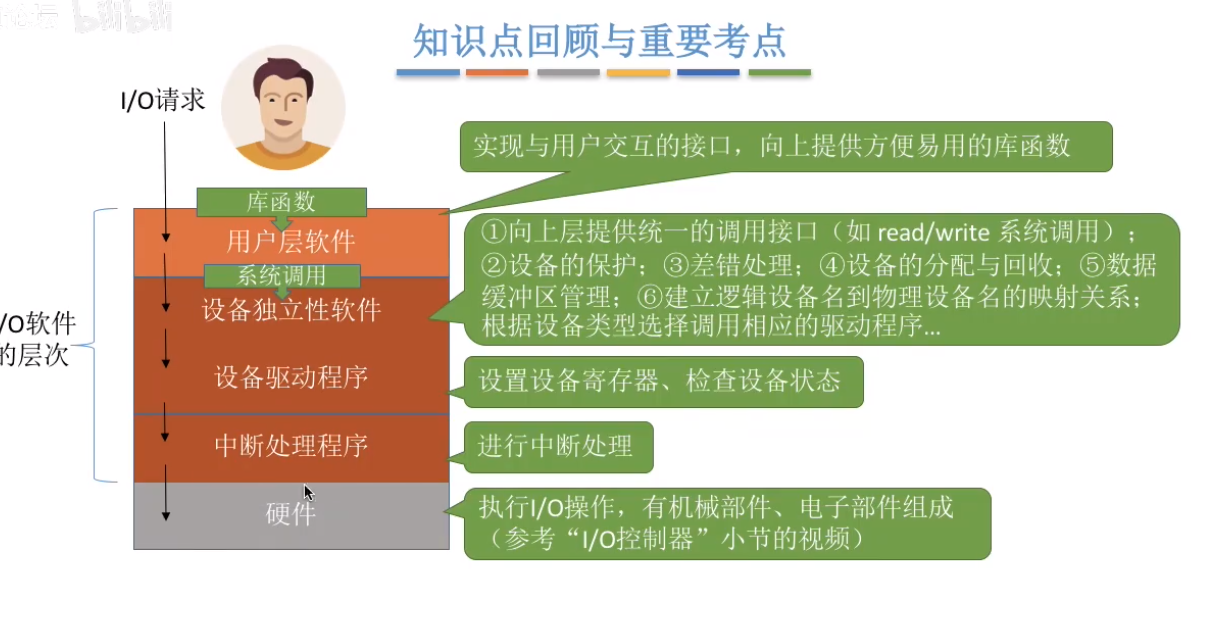 论坛 bilibili
知识点回顾与重要考点
I/O请求
实现与用户交互的接口，向上提供方便易用的库函数
库函数
用户层软件
系统调用
设备独立性软件
①向上层提供统一的调用接口（如 read/write 系统调用）；
②设备的保护；③差错处理；④设备的分配与回收；⑤数据
缓冲区管理；⑥建立逻辑设备名到物理设备名的映射关系；
根据设备类型选择调用相应的驱动程序…
/O软件
的层次
设备驱动程序
设置设备寄存器、检查设备状态
中断处理程序
进行中断处理
硬件
执行I/O操作，有机械部件、电子部件组成
（参考“I/O控制器”小节的视频）